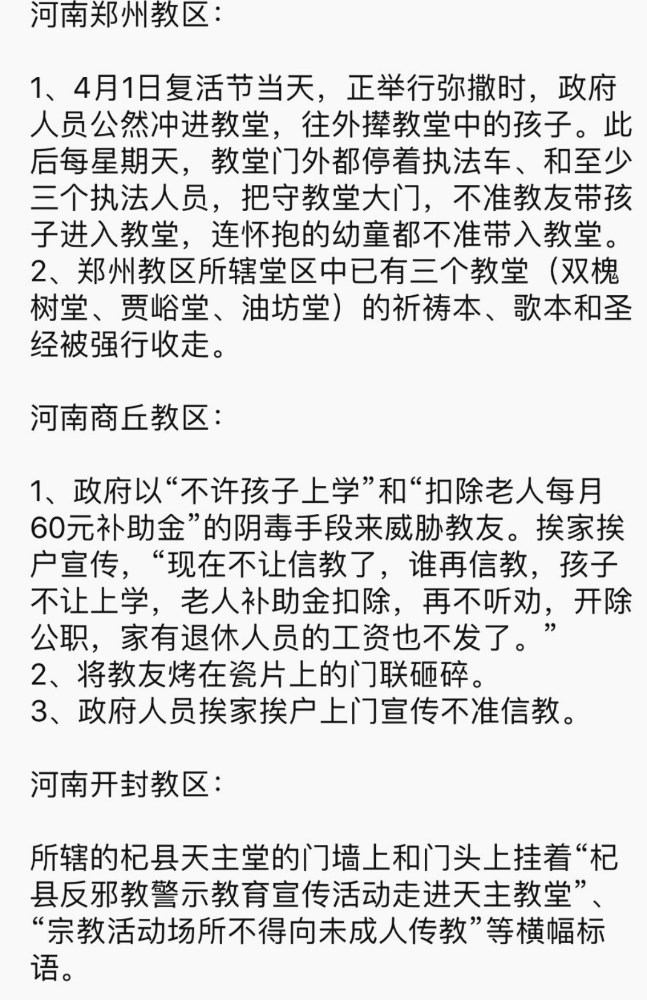 河南郑州教区：
1、4月1日复活节当天，正举行弥撒时，政府
人员公然冲进教堂，往外撵教堂中的孩子。此
后每星期天，教堂门外都停着执法车、和至少
三个执法人员，把守教堂大门，不准教友带孩
子进入教堂，连怀抱的幼童都不准带入教堂。
2、郑州教区所辖堂区中已有三个教堂（双槐
树堂、贾峪堂、油坊堂）的祈祷本、歌本和圣
经被强行收走。
河南商丘教区：
1、政府以“不许孩子上学”和“扣除老人每月
60元补助金”的阴毒手段来威胁教友。挨家挨
户宣传，“现在不让信教了，谁再信教，孩子
不让上学，老人补助金扣除，再不听劝，开除
公职，家有退休人员的工资也不发了。”
2、将教友烤在瓷片上的门联砸碎。
3、政府人员挨家挨户上门宣传不准信教。
河南开封教区：
所辖的杞县天主堂的门墙上和门头上挂着“杞
县反邪教警示教育宣传活动走进天主教堂”、
“宗教活动场所不得向未成人传教”等横幅标
语。